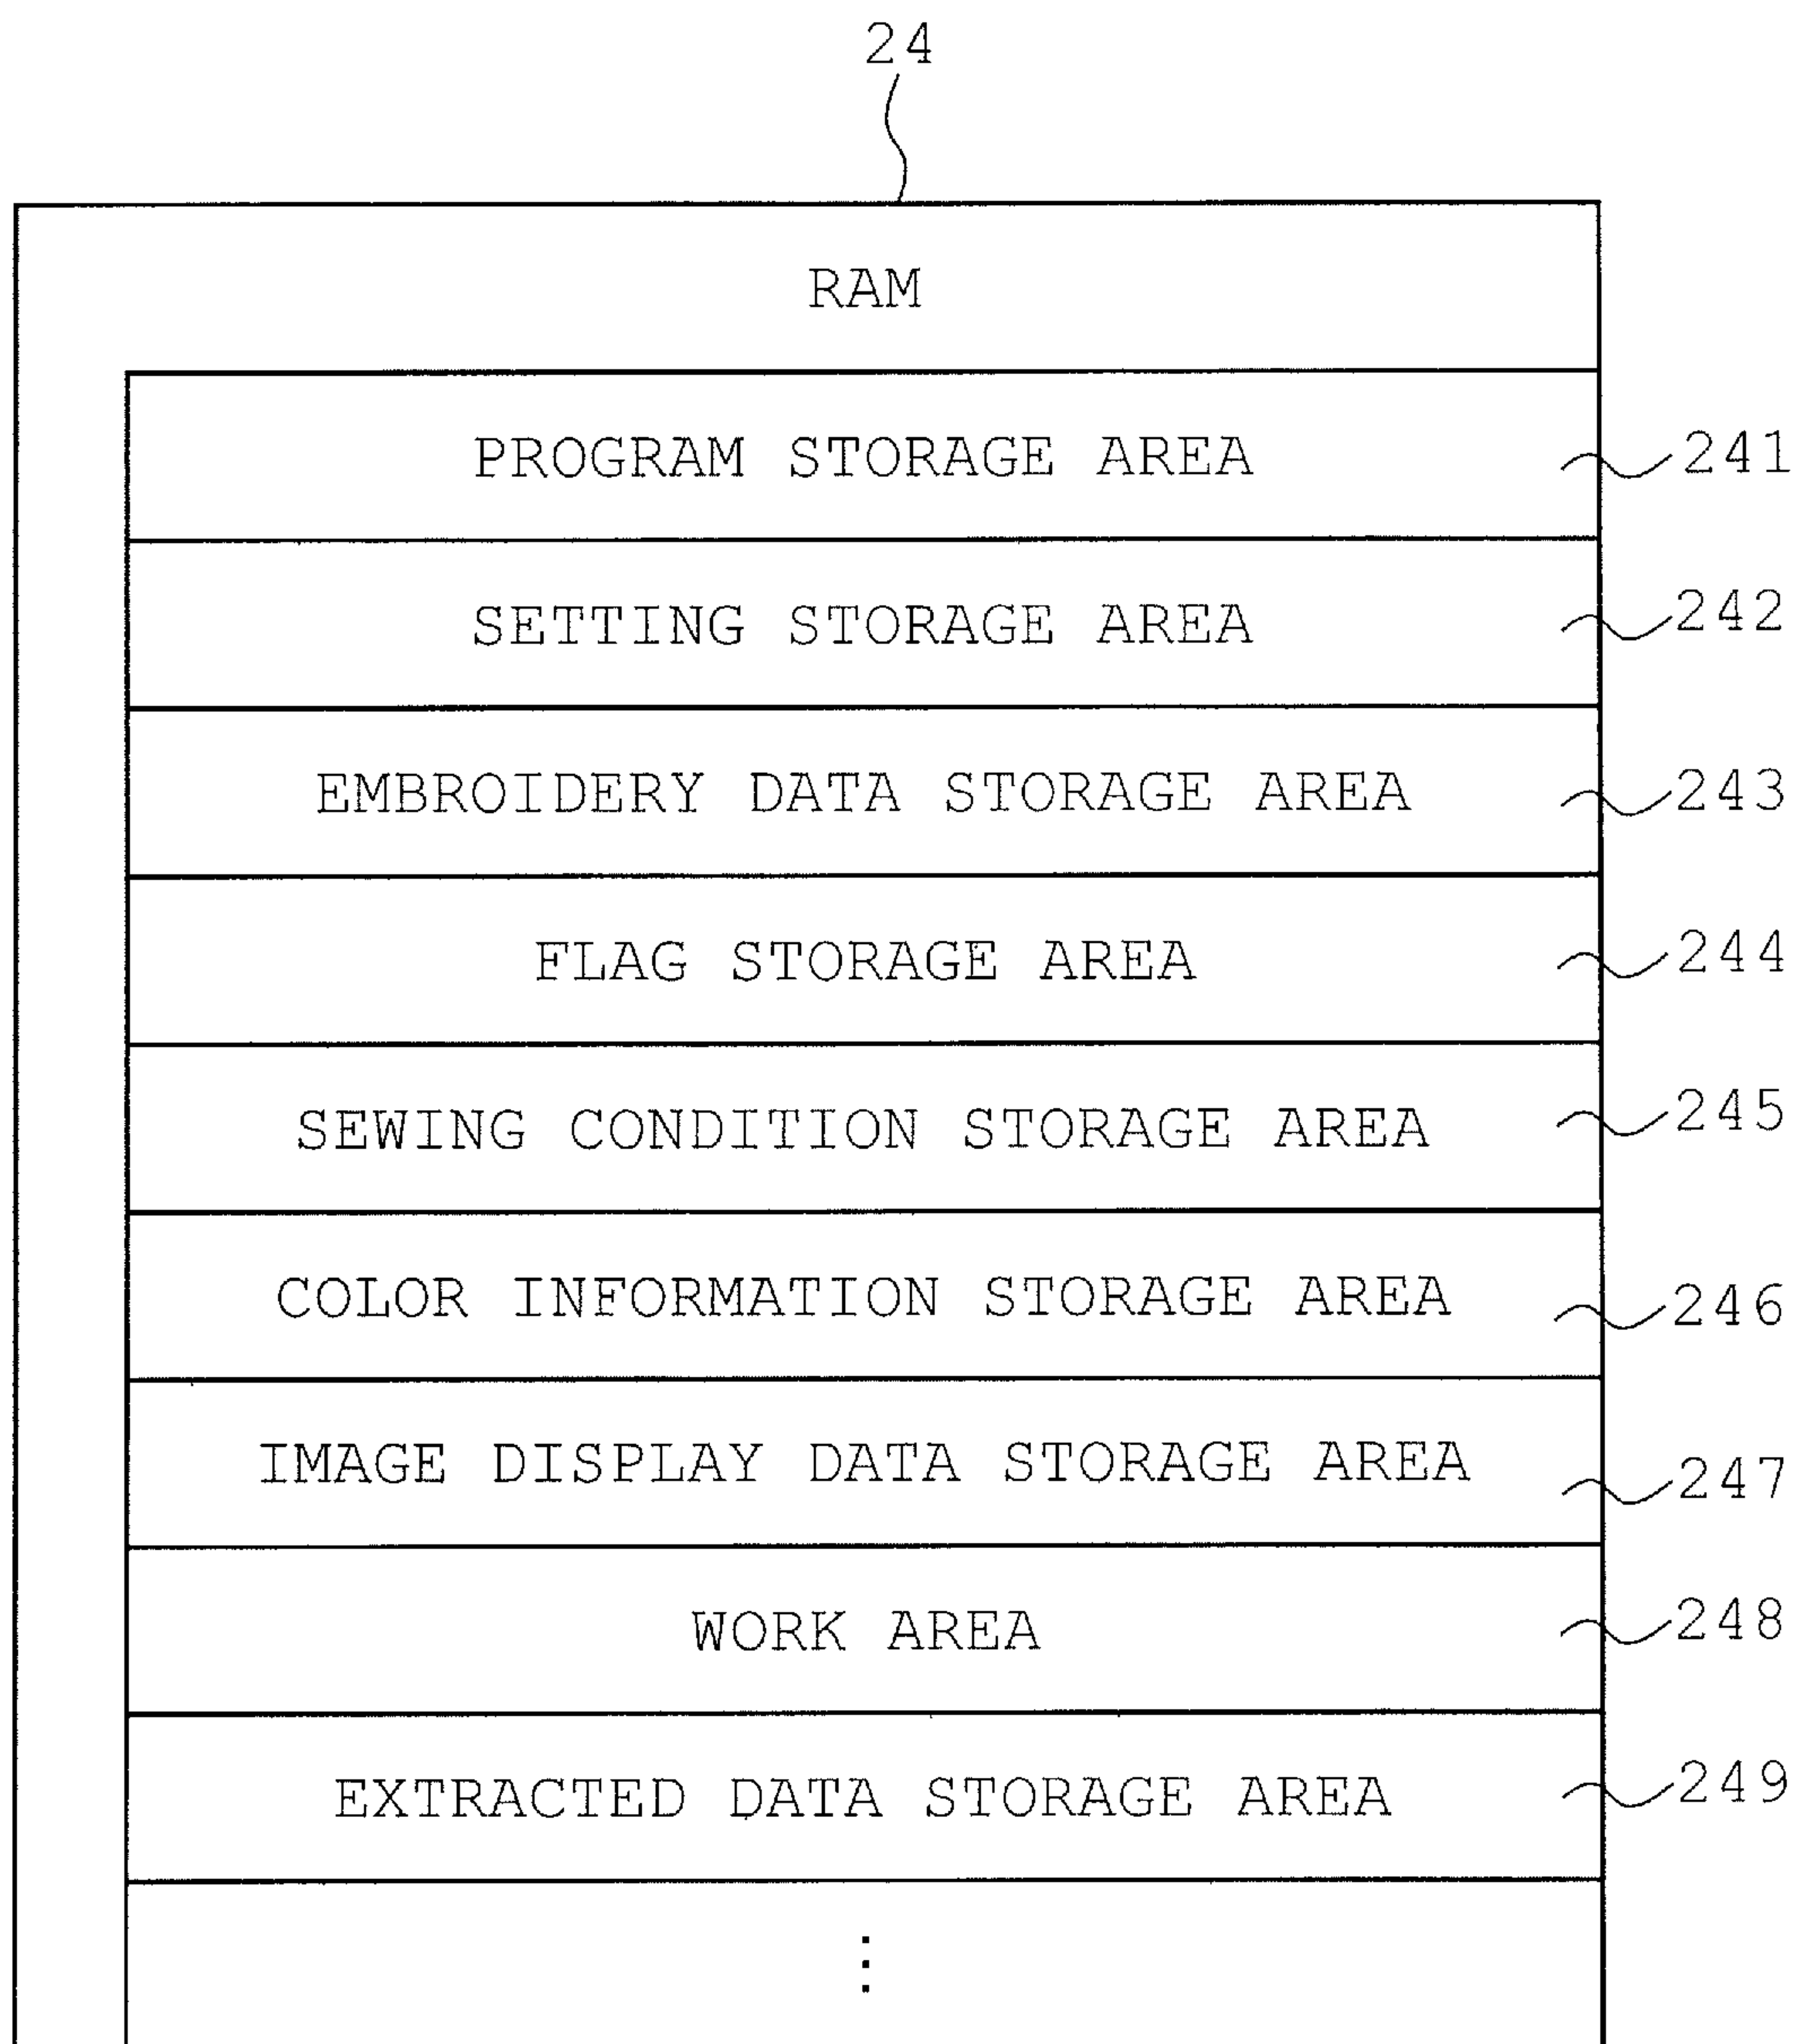 24
RAM
PROGRAM STORAGE AREA 241
SETTING STORAGE AREA 242
EMBROIDERY DATA STORAGE AREA 243
FLAG STORAGE AREA 244
SEWING CONDITION STORAGE AREA 245
COLOR INFORMATION STORAGE AREA 246
IMAGE DISPLAY DATA STORAGE AREA 247
WORK AREA 248
EXTRACTED DATA STORAGE AREA 249
⋮